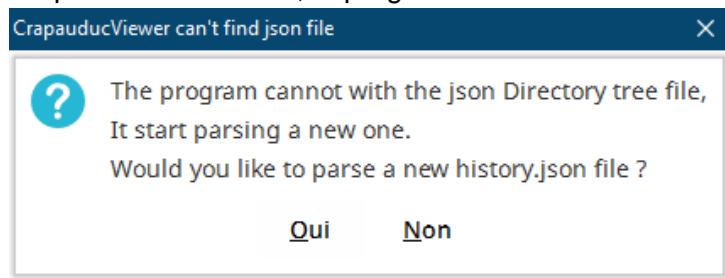 CrapauducViewer can't find json file
The program cannot with the json Directory tree file,
It start parsing a new one.
Would you like to parse a new history.json file ?
Oui Non